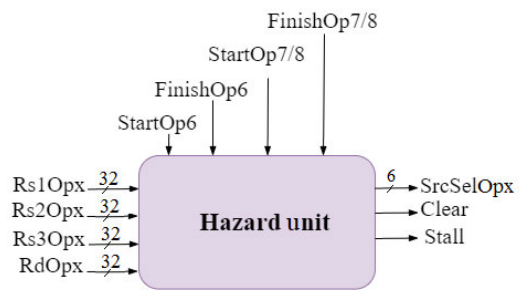 FinishOp7/8
StartOp7/8
FinishOp6
StartOp6
Rs1Opx 32
Rs2Opx 32
Rs3Opx 32
RdOpx 32
Hazard unit
6 SrcSelOpx
Clear
Stall